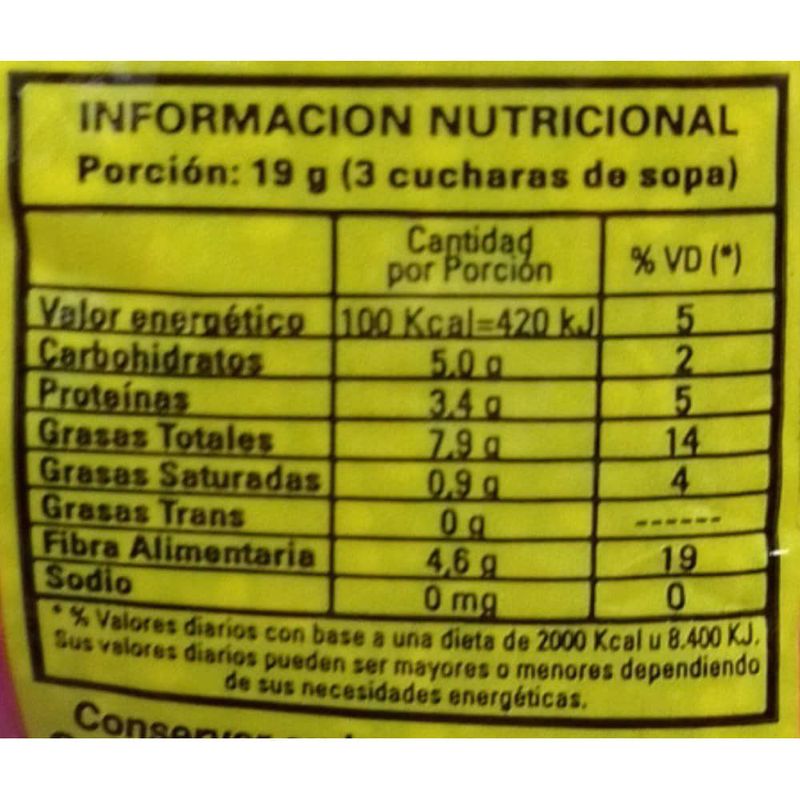 INFORMACION NUTRICIONAL
Porción: 19 g (3 cucharas de sopa)
Cantidad por Porción % VD (*)
Valor energético 100 Kcal=420 kJ 5
Carbohidratos 5.0 g 2
Proteínas 3.4 g 5
Grasas Totales 7.9 g 14
Grasas Saturadas 0.9 g 4
Grasas Trans 0 g ------
Fibra Alimentaria 4,6 g 19
Sodio 0 mg 0
* % Valores diarios con base a una dieta de 2000 Kcal u 8.400 KJ.
Sus valores diarios pueden ser mayores o menores dependiendo
de sus necesidades energéticas.